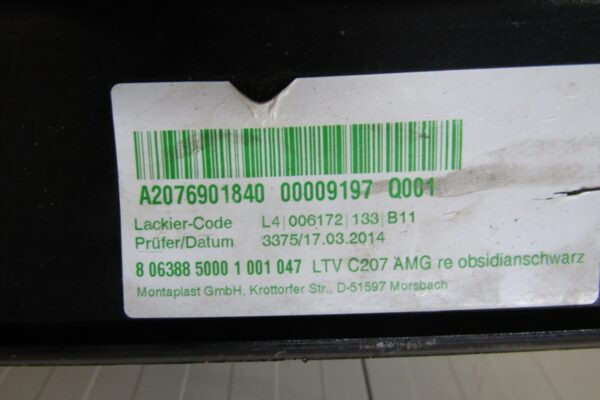 A2076901840 00009197 Q001
Lackier-Code L4|006172|133|B11
Prüfer/Datum 3375/17.03.2014
8 06388 5000 1 001 047 LTV C207 AMG re obsidianschwarz
Montaplast GmbH, Krottorfer Str., D-51597 Morsbach